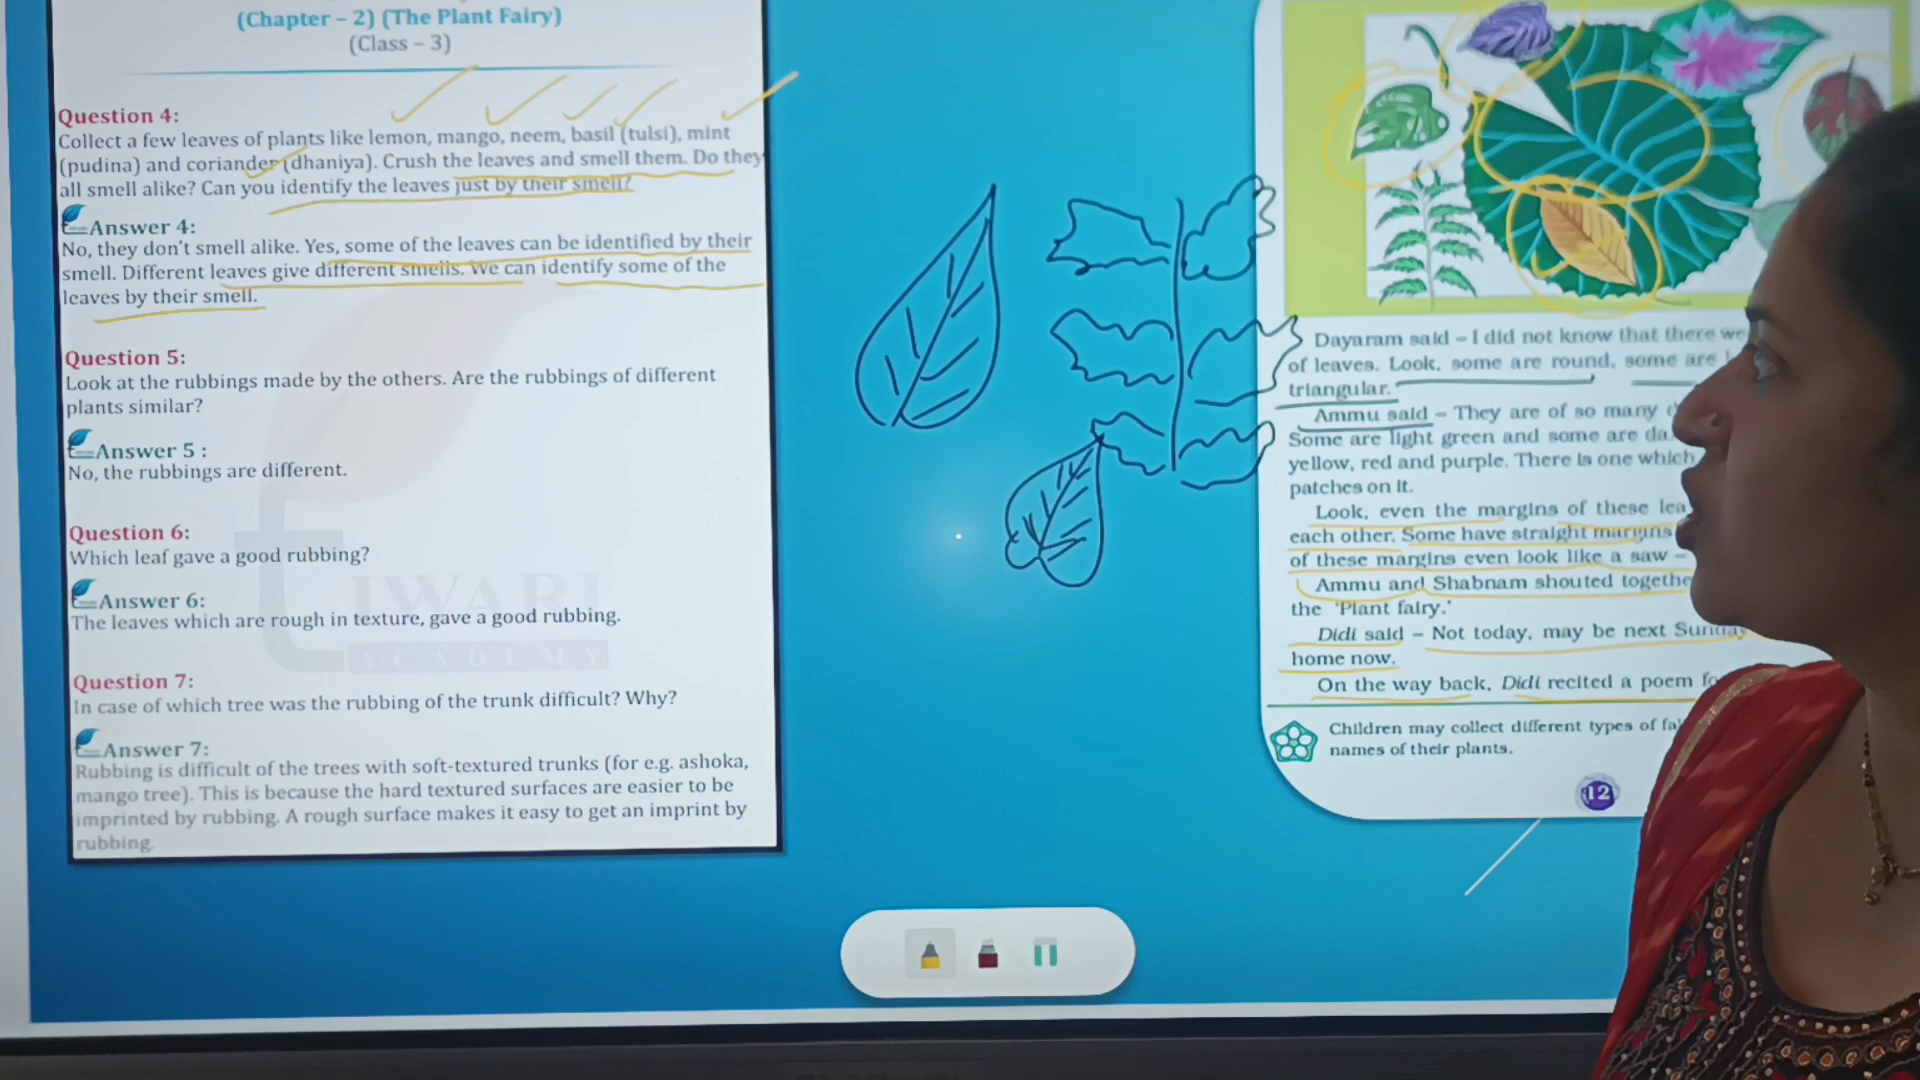 (Chapter – 2) (The Plant Fairy)
(Class – 3)
Question 4:
Collect a few leaves of plants like lemon, mango, neem, basil (tulsi), mint
(pudina) and coriander (dhaniya). Crush the leaves and smell them. Do they
all smell alike? Can you identify the leaves just by their smell?
Answer 4:
No, they don't smell alike. Yes, some of the leaves can be identified by their
smell. Different leaves give different smells. We can identify some of the
leaves by their smell.
Question 5:
Look at the rubbings made by the others. Are the rubbings of different
plants similar?
Answer 5 :
No, the rubbings are different.
Question 6:
Which leaf gave a good rubbing?
Answer 6:
The leaves which are rough in texture, gave a good rubbing.
Question 7:
In case of which tree was the rubbing of the trunk difficult? Why?
Answer 7:
Rubbing is difficult of the trees with soft-textured trunks (for e.g. ashoka,
mango tree). This is because the hard textured surfaces are easier to be
imprinted by rubbing. A rough surface makes it easy to get an imprint by
rubbing.
TIWARI
ACADEMY
Dayaram said – I did not know that there we
of leaves. Look, some are round, some are
triangular.
Ammu said – They are of so many
Some are light green and some are da
yellow, red and purple. There is one which
patches on it.
Look, even the margins of these lea
each other. Some have straight margins
of these margins even look like a saw –
Ammu and Shabnam shouted togethe
the 'Plant fairy.'
Didi said – Not today, may be next Sunday
home now.
On the way back, Didi recited a poem fo
Children may collect different types of fal
names of their plants.
12